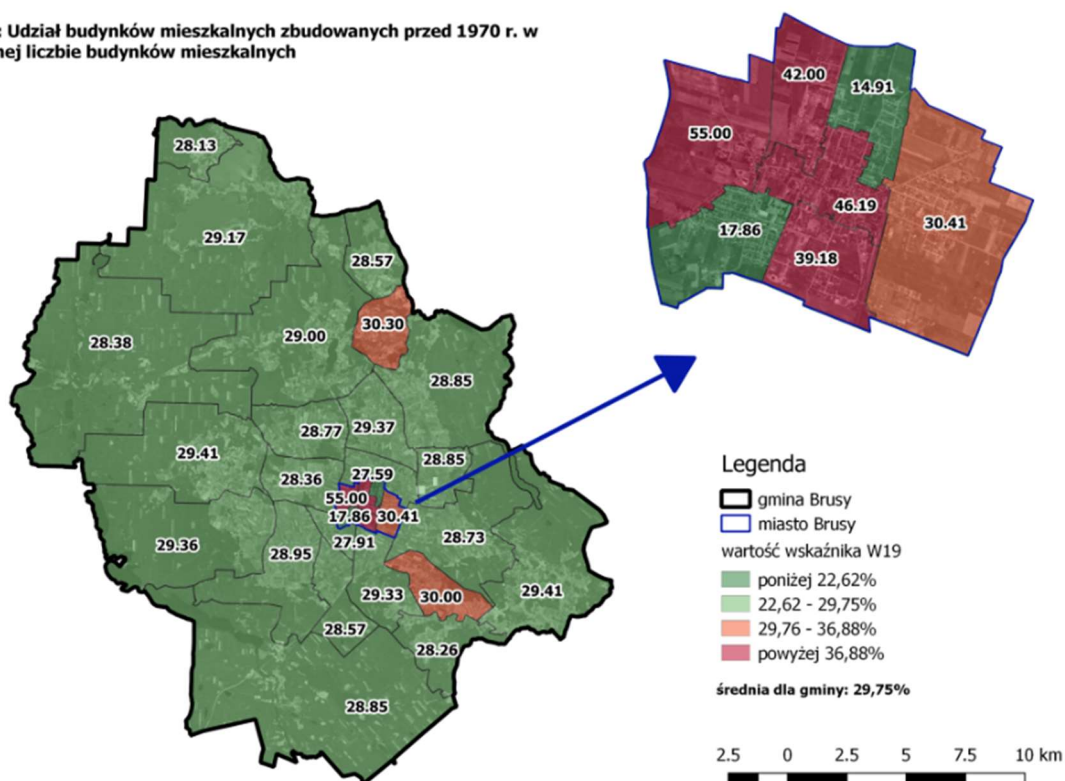 : Udział budynków mieszkalnych zbudowanych przed 1970 r. w
nej liczbie budynków mieszkalnych
28.13
29.17
28.57
30.30
28.38
29.00
28.85
28.77
29.37
29.41
28.85
28.36
27.59
55.00
17.86
30.41
29.36
27.91
28.73
28.95
29.33
30.00
29.41
28.57
28.26
28.85
42.00
14.91
55.00
46.19
30.41
17.86
39.18
Legenda
gmina Brusy
miasto Brusy
wartość wskaźnika W19
poniżej 22,62%
22,62 - 29,75%
29,76 - 36,88%
powyżej 36,88%
średnia dla gminy: 29,75%
2.5 0 2.5 5 7.5 10 km